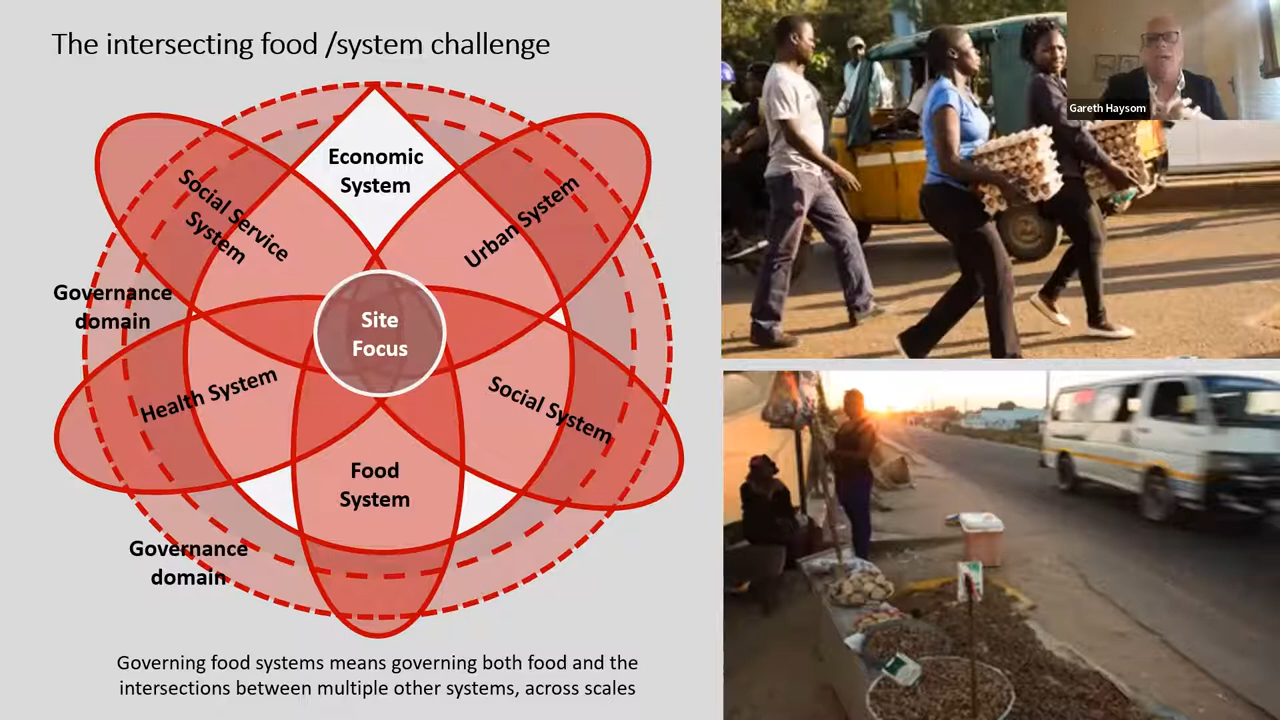 The intersecting food /system challenge
Economic
System
Social Service
System
Urban System
Governance
domain
Site
Focus
Health System
Social System
Food
System
Governance
domain
Governing food systems means governing both food and the
intersections between multiple other systems, across scales
Gareth Haysom